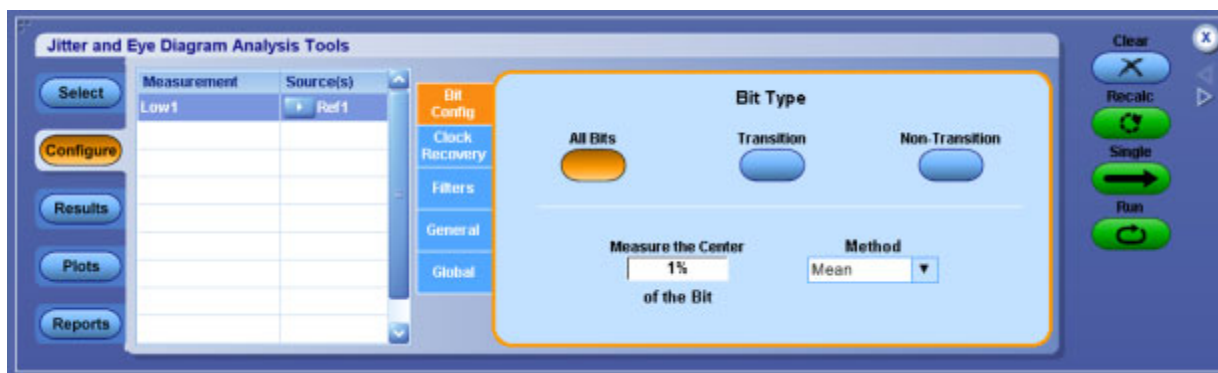 Jitter and Eye Diagram Analysis Tools
Select
Configure
Results
Plots
Reports
Measurement Source(s)
Low1 Ref1
Bit
Config
Clock
Recovery
Filters
General
Global
Bit Type
All Bits Transition Non-Transition
Measure the Center
1%
of the Bit
Method
Mean
Clear
X
Recalc
Single
Run